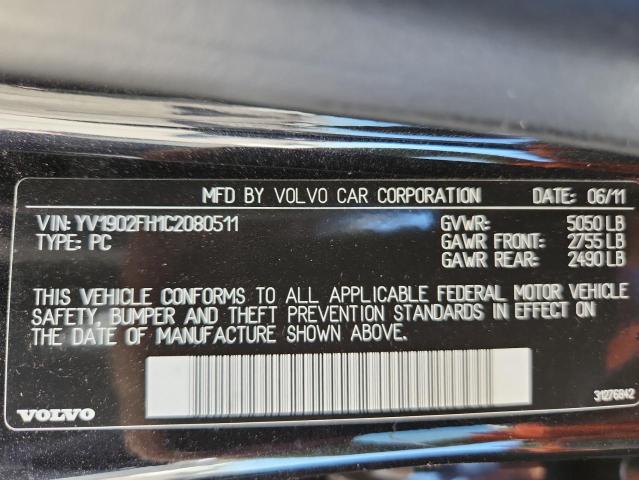 MFD BY VOLVO CAR CORPORATION DATE: 06/11
VIN: YV1902FH1C2080511 GVWR: 5050 LB
TYPE: PC GAWR FRONT: 2755 LB
GAWR REAR: 2490 LB
THIS VEHICLE CONFORMS TO ALL APPLICABLE FEDERAL MOTOR VEHICLE
SAFETY, BUMPER AND THEFT PREVENTION STANDARDS IN EFFECT ON
THE DATE OF MANUFACTURE SHOWN ABOVE.
VOLVO 31276842